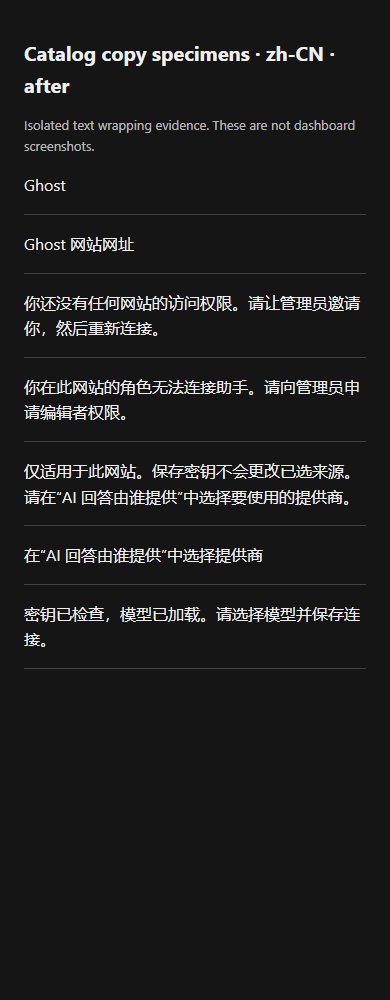 Catalog copy specimens · zh-CN ·
after
Isolated text wrapping evidence. These are not dashboard
screenshots.
Ghost
Ghost 网站网址
你还没有任何网站的访问权限。请让管理员邀请
你，然后重新连接。
你在此网站的角色无法连接助手。请向管理员申
请编辑者权限。
仅适用于此网站。保存密钥不会更改已选来源。
请在“AI 回答由谁提供”中选择要使用的提供商。
在“AI 回答由谁提供”中选择提供商
密钥已检查，模型已加载。请选择模型并保存连
接。